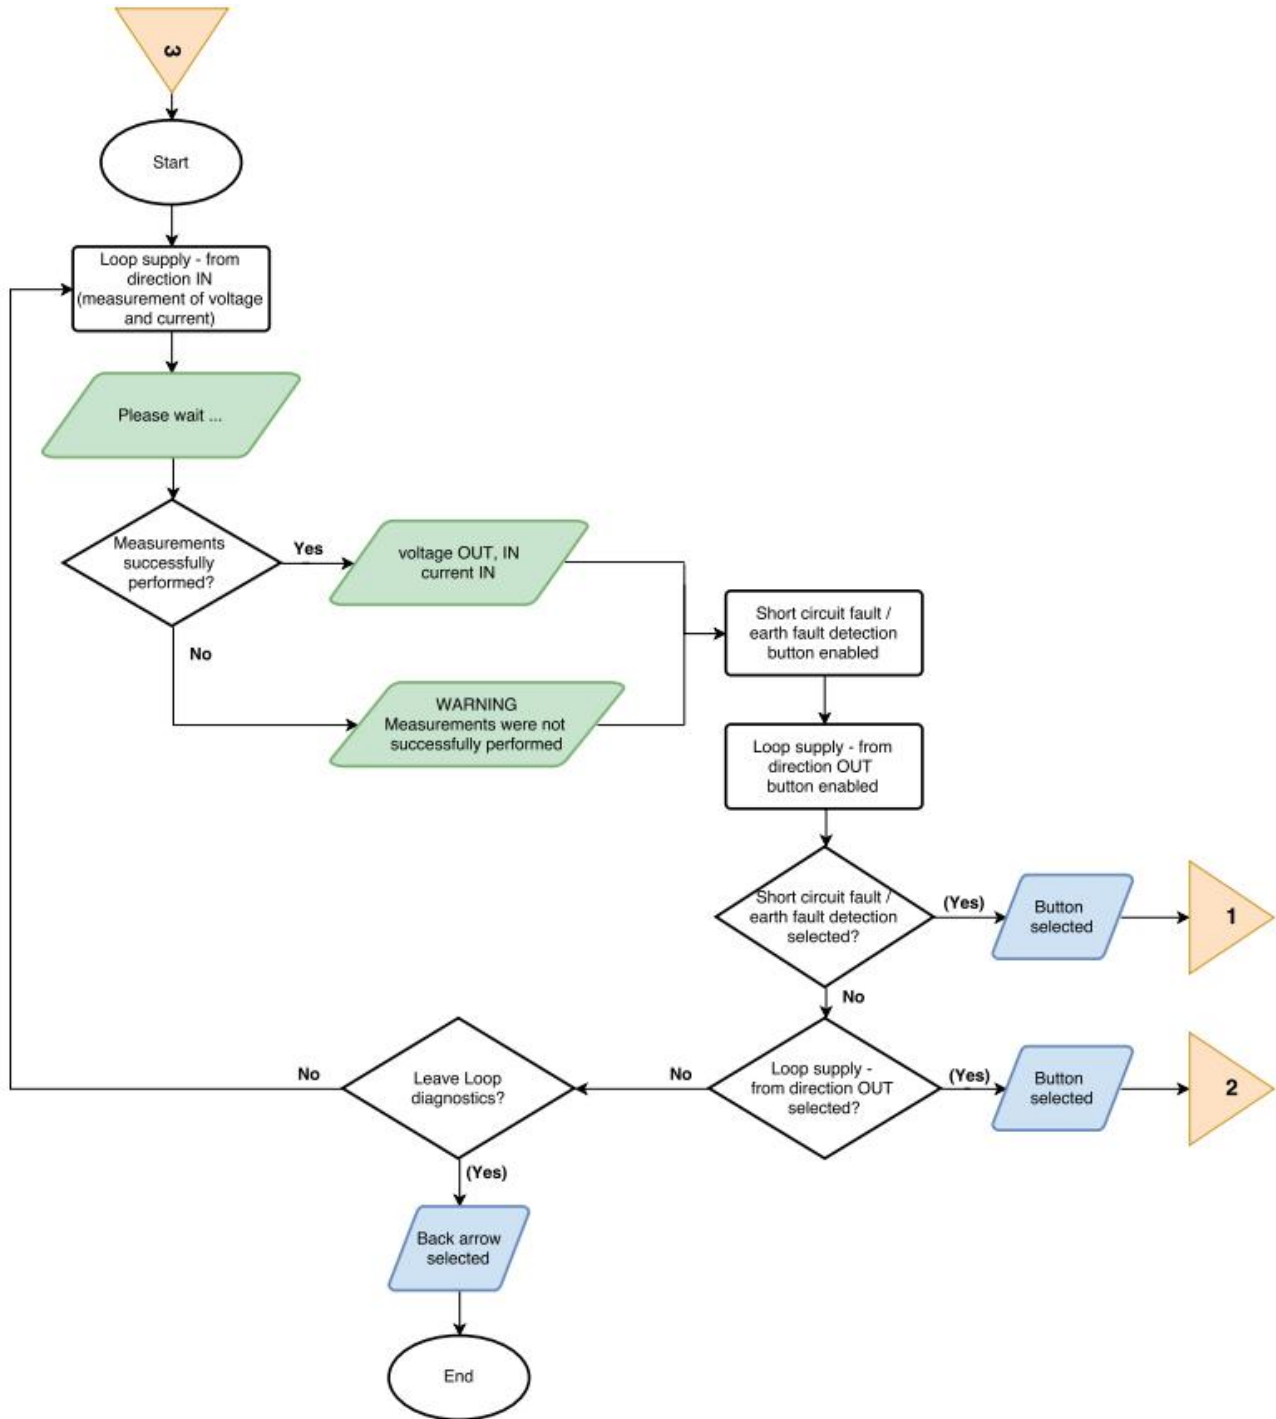 3
Start
Loop supply - from
direction IN
(measurement of voltage
and current)
Please wait ...
Measurements
successfully
performed?
Yes
voltage OUT, IN
current IN
No
WARNING
Measurements were not
successfully performed
Short circuit fault /
earth fault detection
button enabled
Loop supply - from
direction OUT
button enabled
Short circuit fault /
earth fault detection
selected?
(Yes)
Button
selected
1
No
Loop supply -
from direction OUT
selected?
(Yes)
Button
selected
2
No
Leave Loop
diagnostics?
No
(Yes)
Back arrow
selected
End